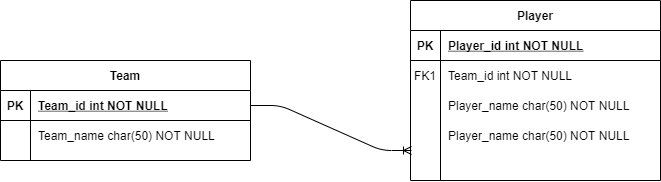 Player
PK Player_id int NOT NULL
FK1 Team_id int NOT NULL
Player_name char(50) NOT NULL
Player_name char(50) NOT NULL
Team
PK Team_id int NOT NULL
Team_name char(50) NOT NULL